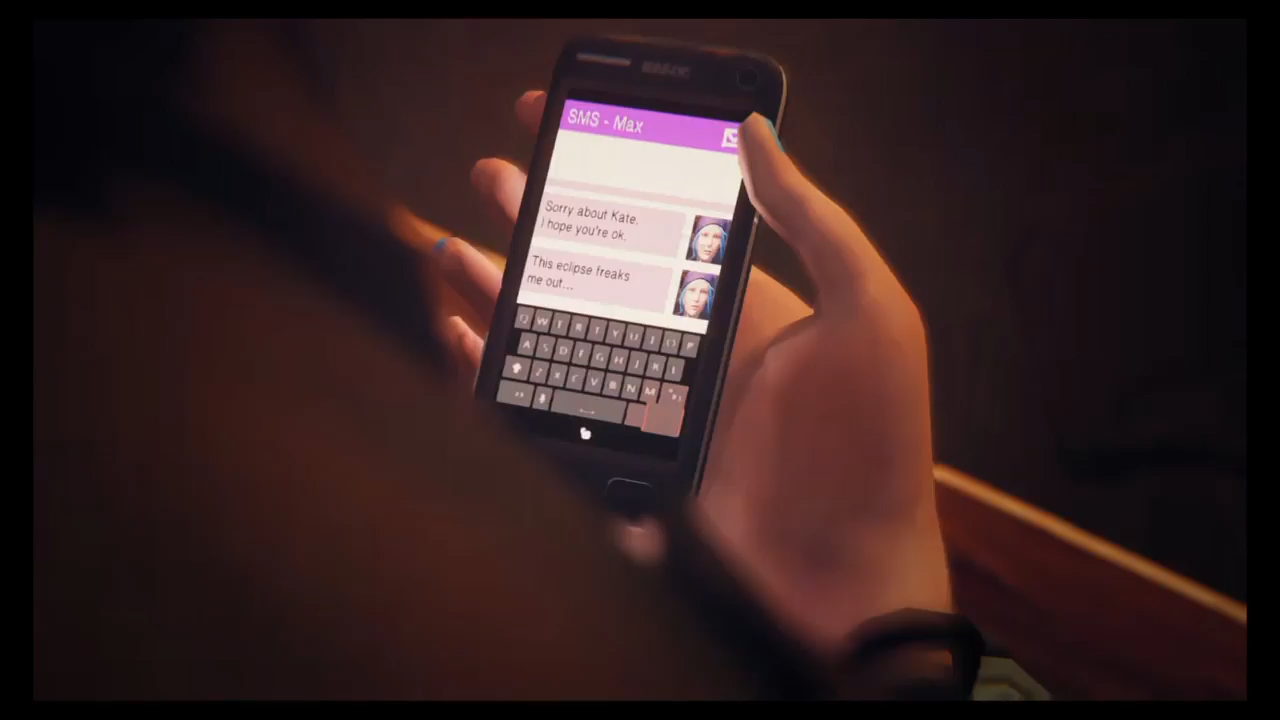 SMS - Max
Sorry about Kate.
I hope you're ok.
This eclipse freaks
me out...
Q W E R T Y U I O P
A S D F G H J K L
Z X C V B N M